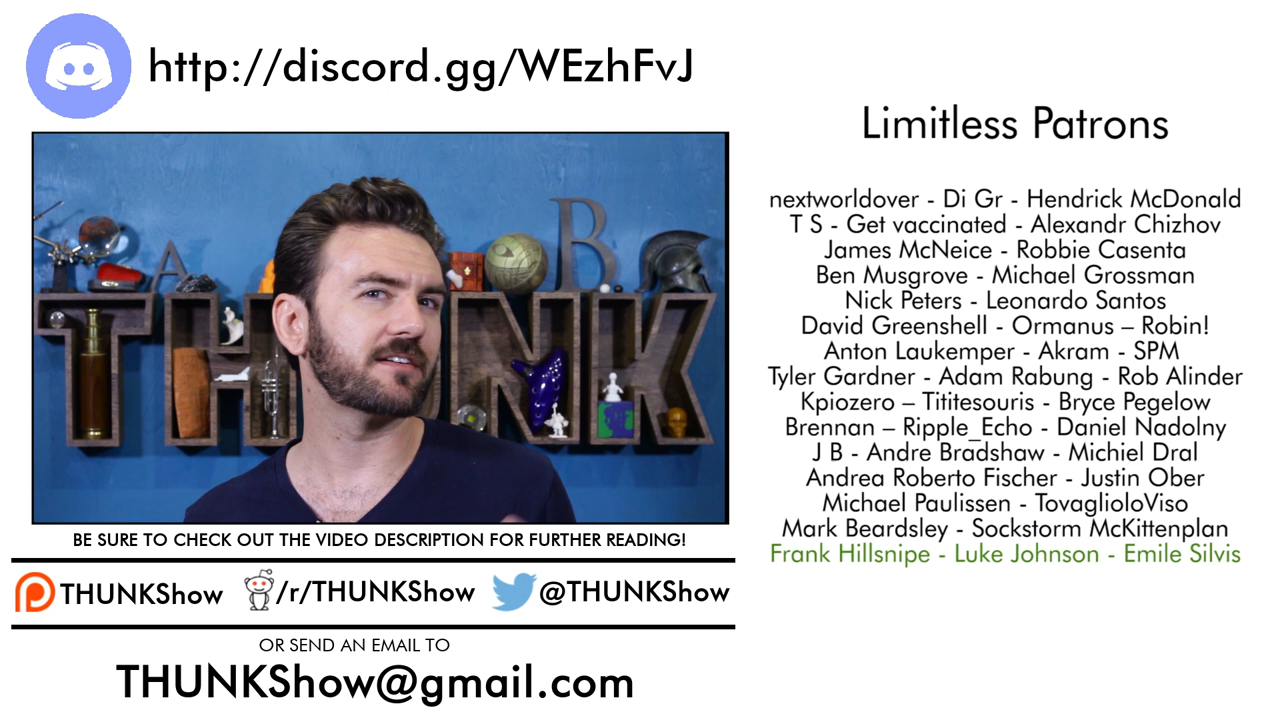 http://discord.gg/WEzhFvJ
A
B
THUNK
BE SURE TO CHECK OUT THE VIDEO DESCRIPTION FOR FURTHER READING!
THUNKShow
/r/THUNKShow
@THUNKShow
OR SEND AN EMAIL TO
THUNKShow@gmail.com
Limitless Patrons
nextworldover - Di Gr - Hendrick McDonald
T S - Get vaccinated - Alexandr Chizhov
James McNeice - Robbie Casenta
Ben Musgrove - Michael Grossman
Nick Peters - Leonardo Santos
David Greenshell - Ormanus – Robin!
Anton Laukemper - Akram - SPM
Tyler Gardner - Adam Rabung - Rob Alinder
Kpiozero – Tititesouris - Bryce Pegelow
Brennan – Ripple_Echo - Daniel Nadolny
J B - Andre Bradshaw - Michiel Dral
Andrea Roberto Fischer - Justin Ober
Michael Paulissen - TovaglioloViso
Mark Beardsley - Sockstorm McKittenplan
Frank Hillsnipe - Luke Johnson - Emile Silvis